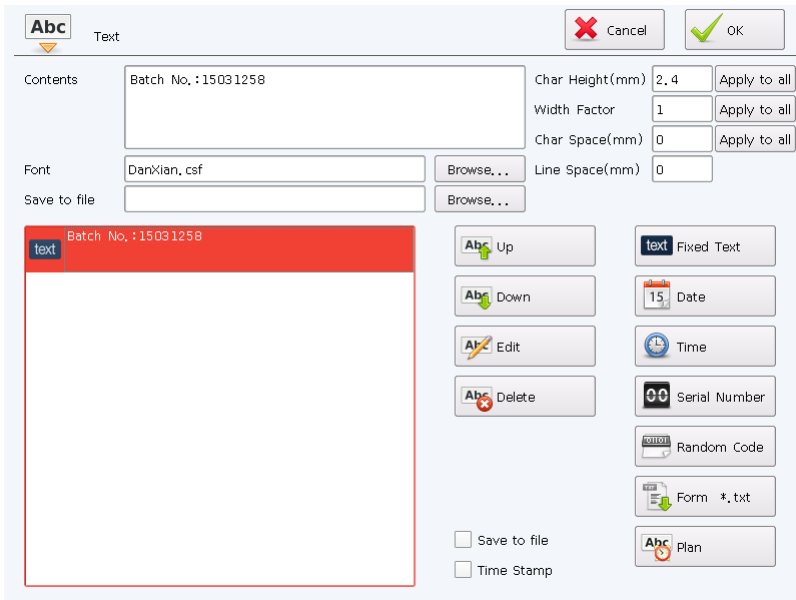 Abc
Text
Cancel
OK
Contents
Batch No.:15031258
Char Height(mm)
2.4
Apply to all
Width Factor
1
Apply to all
Char Space(mm)
0
Apply to all
Font
DanXian.csf
Browse...
Line Space(mm)
0
Save to file
Browse...
text
Batch No.:15031258
Abc Up
text Fixed Text
Abc Down
15 Date
Abc Edit
Time
Abc Delete
00 Serial Number
Random Code
Form *.txt
Save to file
Abc Plan
Time Stamp